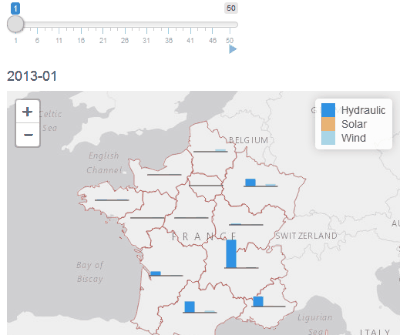 1 50
1 6 11 16 21 26 31 36 41 46 50
2013-01
+
−
Hydraulic
Solar
Wind
Celtic
Sea
BELGIUM
English
Channel
FRANCE
SWITZERLAND
Bay of
Biscay
Ligurian
Sea
ITALY